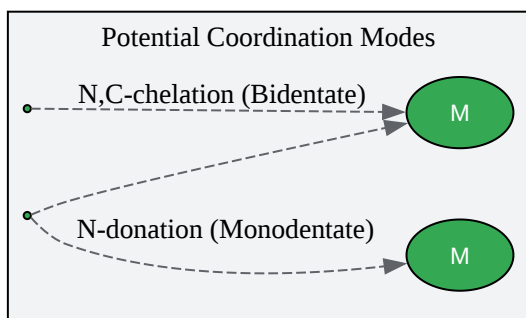 Potential Coordination Modes
N,C-chelation (Bidentate)
M
N-donation (Monodentate)
M